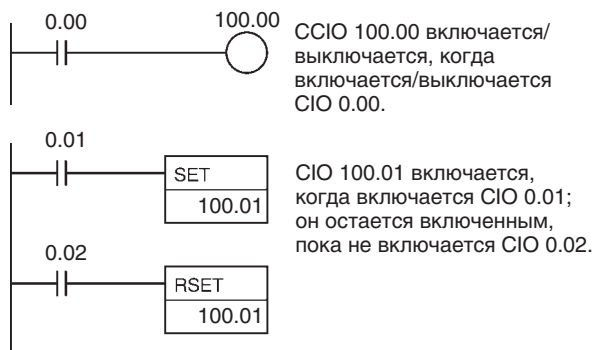 0.00
100.00
CCIO 100.00 включается/
выключается, когда
включается/выключается
CIO 0.00.
0.01
SET
100.01
CIO 100.01 включается,
когда включается CIO 0.01;
он остается включенным,
пока не включается CIO 0.02.
0.02
RSET
100.01